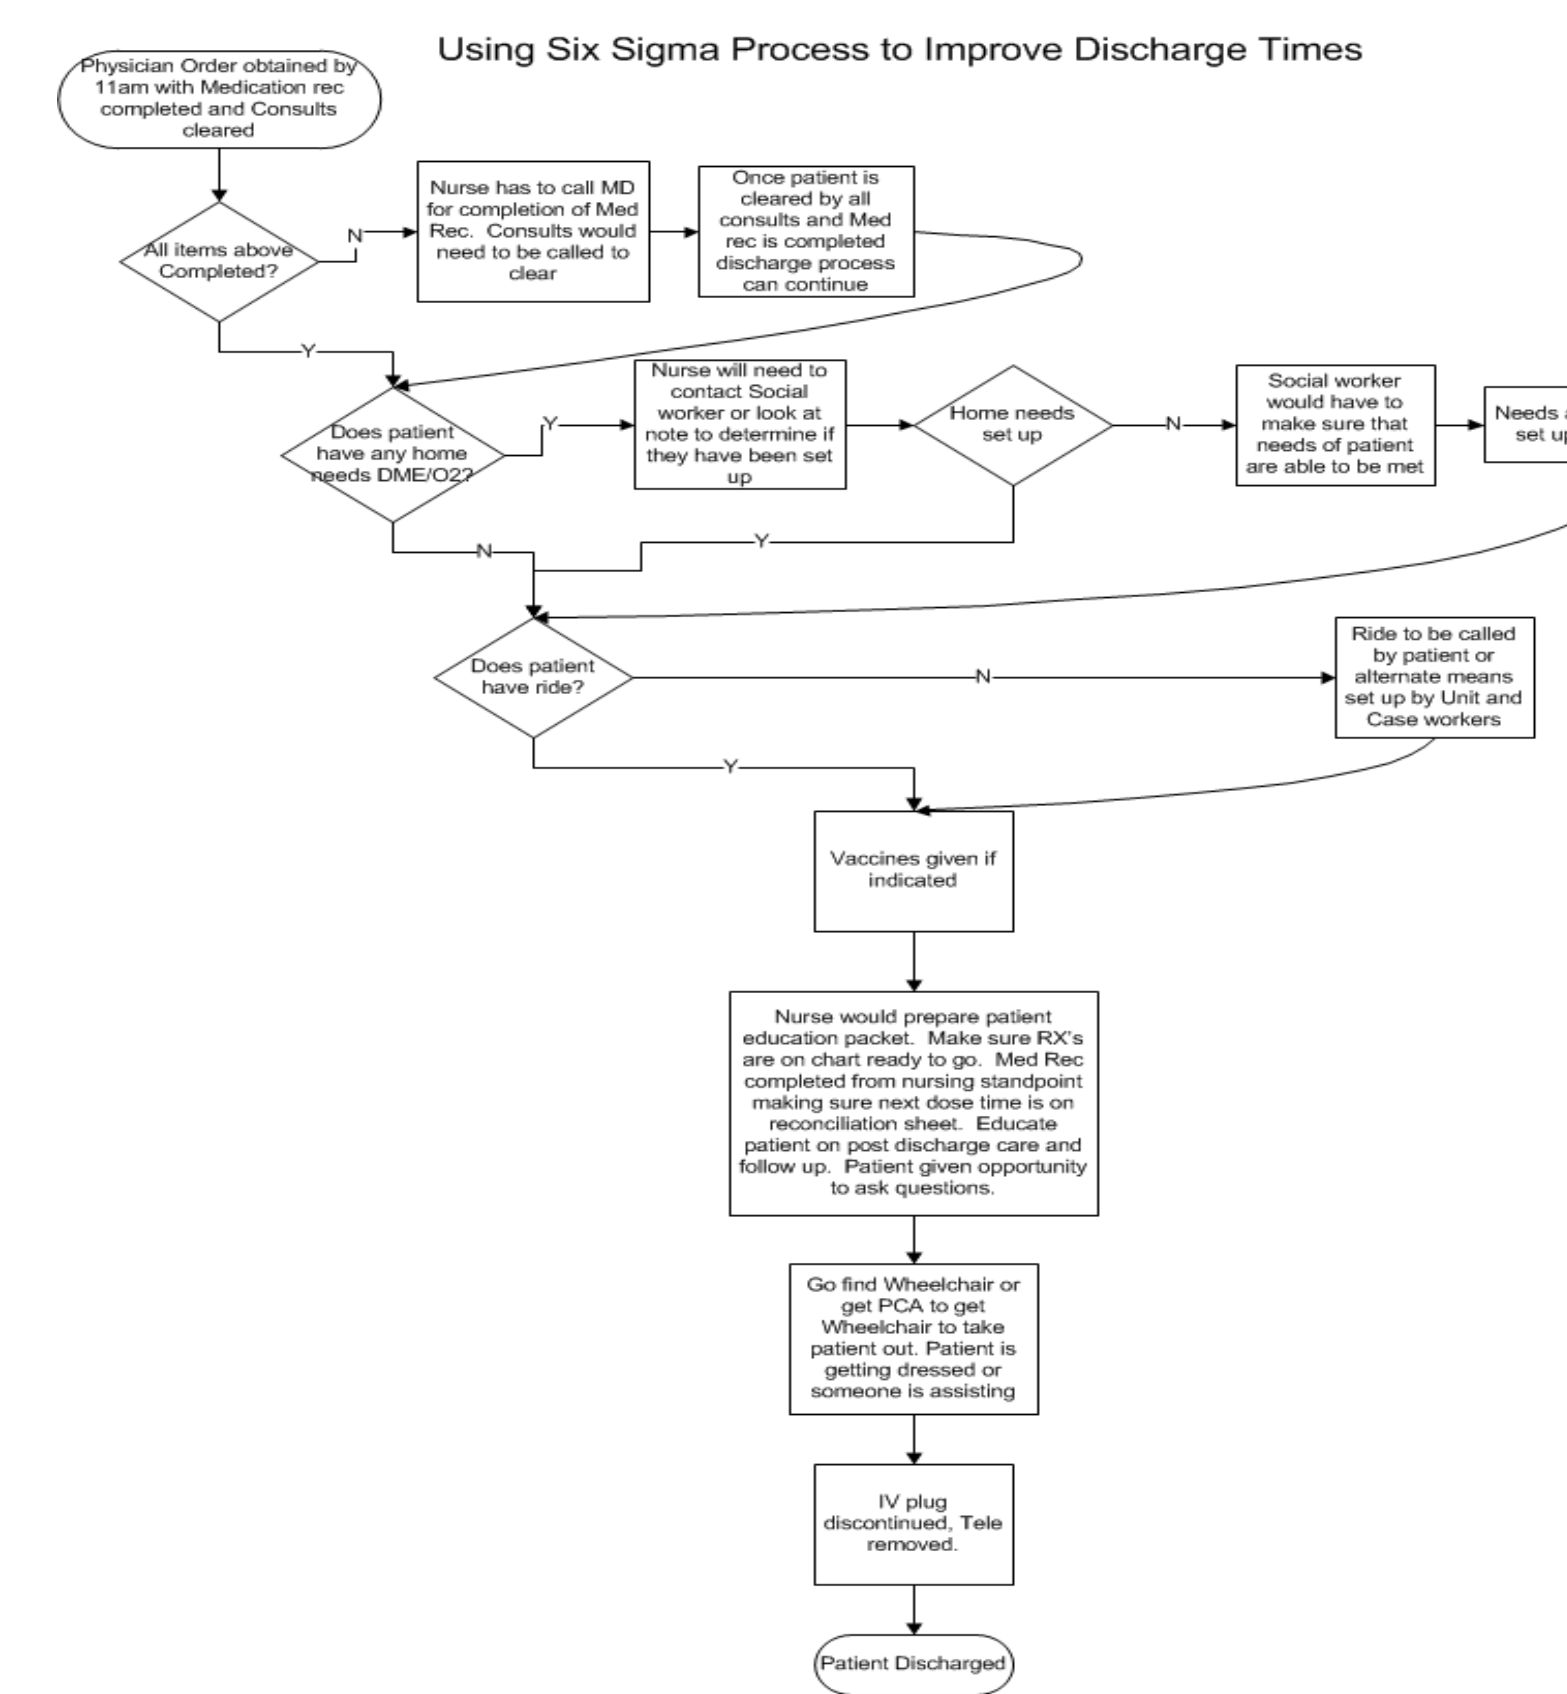 Using Six Sigma Process to Improve Discharge Times
Physician Order obtained by
11am with Medication rec
completed and Consults
cleared
All items above
Completed?
N
Nurse has to call MD
for completion of Med
Rec. Consults would
need to be called to
clear
Once patient is
cleared by all
consults and Med
rec is completed
discharge process
can continue
Y
Does patient
have any home
needs DME/O2?
Y
Nurse will need to
contact Social
worker or look at
note to determine if
they have been set
up
Home needs
set up
N
Social worker
would have to
make sure that
needs of patient
are able to be met
Needs
set up
N
Y
Does patient
have ride?
N
Ride to be called
by patient or
alternate means
set up by Unit and
Case workers
Y
Vaccines given if
indicated
Nurse would prepare patient
education packet. Make sure RX's
are on chart ready to go. Med Rec
completed from nursing standpoint
making sure next dose time is on
reconciliation sheet. Educate
patient on post discharge care and
follow up. Patient given opportunity
to ask questions.
Go find Wheelchair or
get PCA to get
Wheelchair to take
patient out. Patient is
getting dressed or
someone is assisting
IV plug
discontinued, Tele
removed.
Patient Discharged